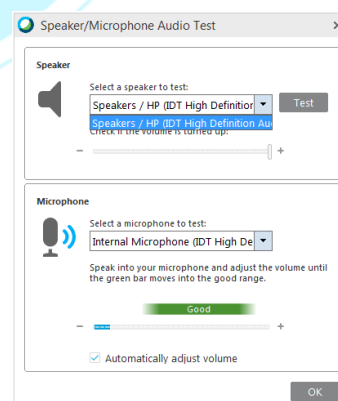 Speaker/Microphone Audio Test
Speaker
Select a speaker to test:
Speakers / HP (IDT High Definition
Test
Speakers / HP (IDT High Definition Au
Check if the volume is turned up:
- +
Microphone
Select a microphone to test:
Internal Microphone (IDT High De
Speak into your microphone and adjust the volume until
the green bar moves into the good range.
Good
- +
Automatically adjust volume
OK